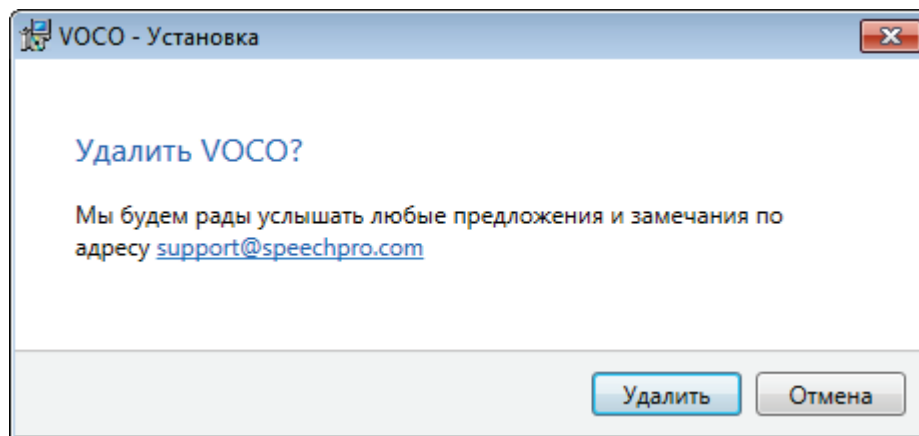 VOCO - Установка
Удалить VOCO?
Мы будем рады услышать любые предложения и замечания по
адресу support@speechpro.com
Удалить Отмена